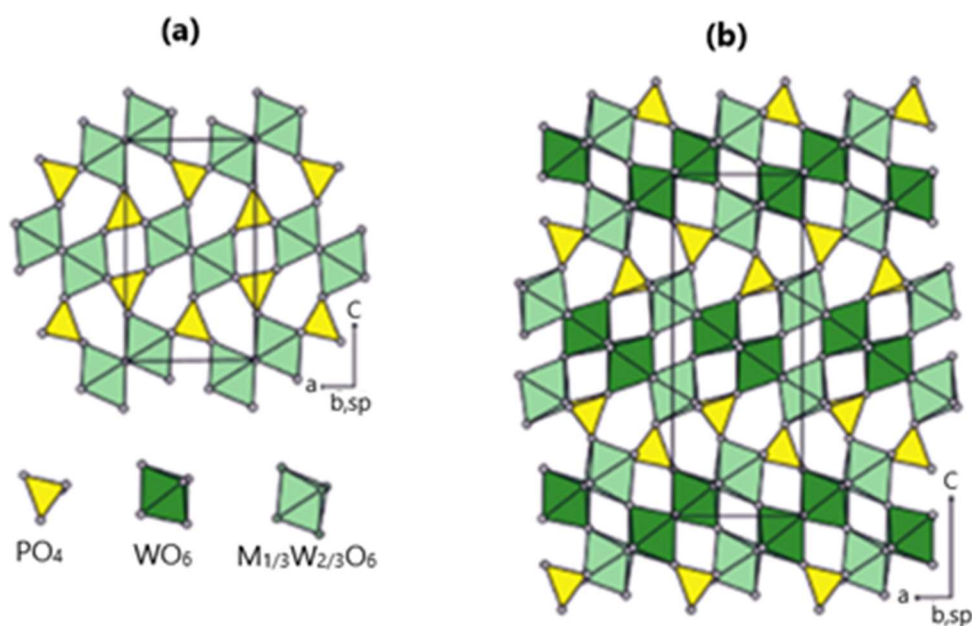 (a)
(b)
C
a
b,sp
PO₄
WO₆
M₁/₃W₂/₃O₆
C
a
b,sp